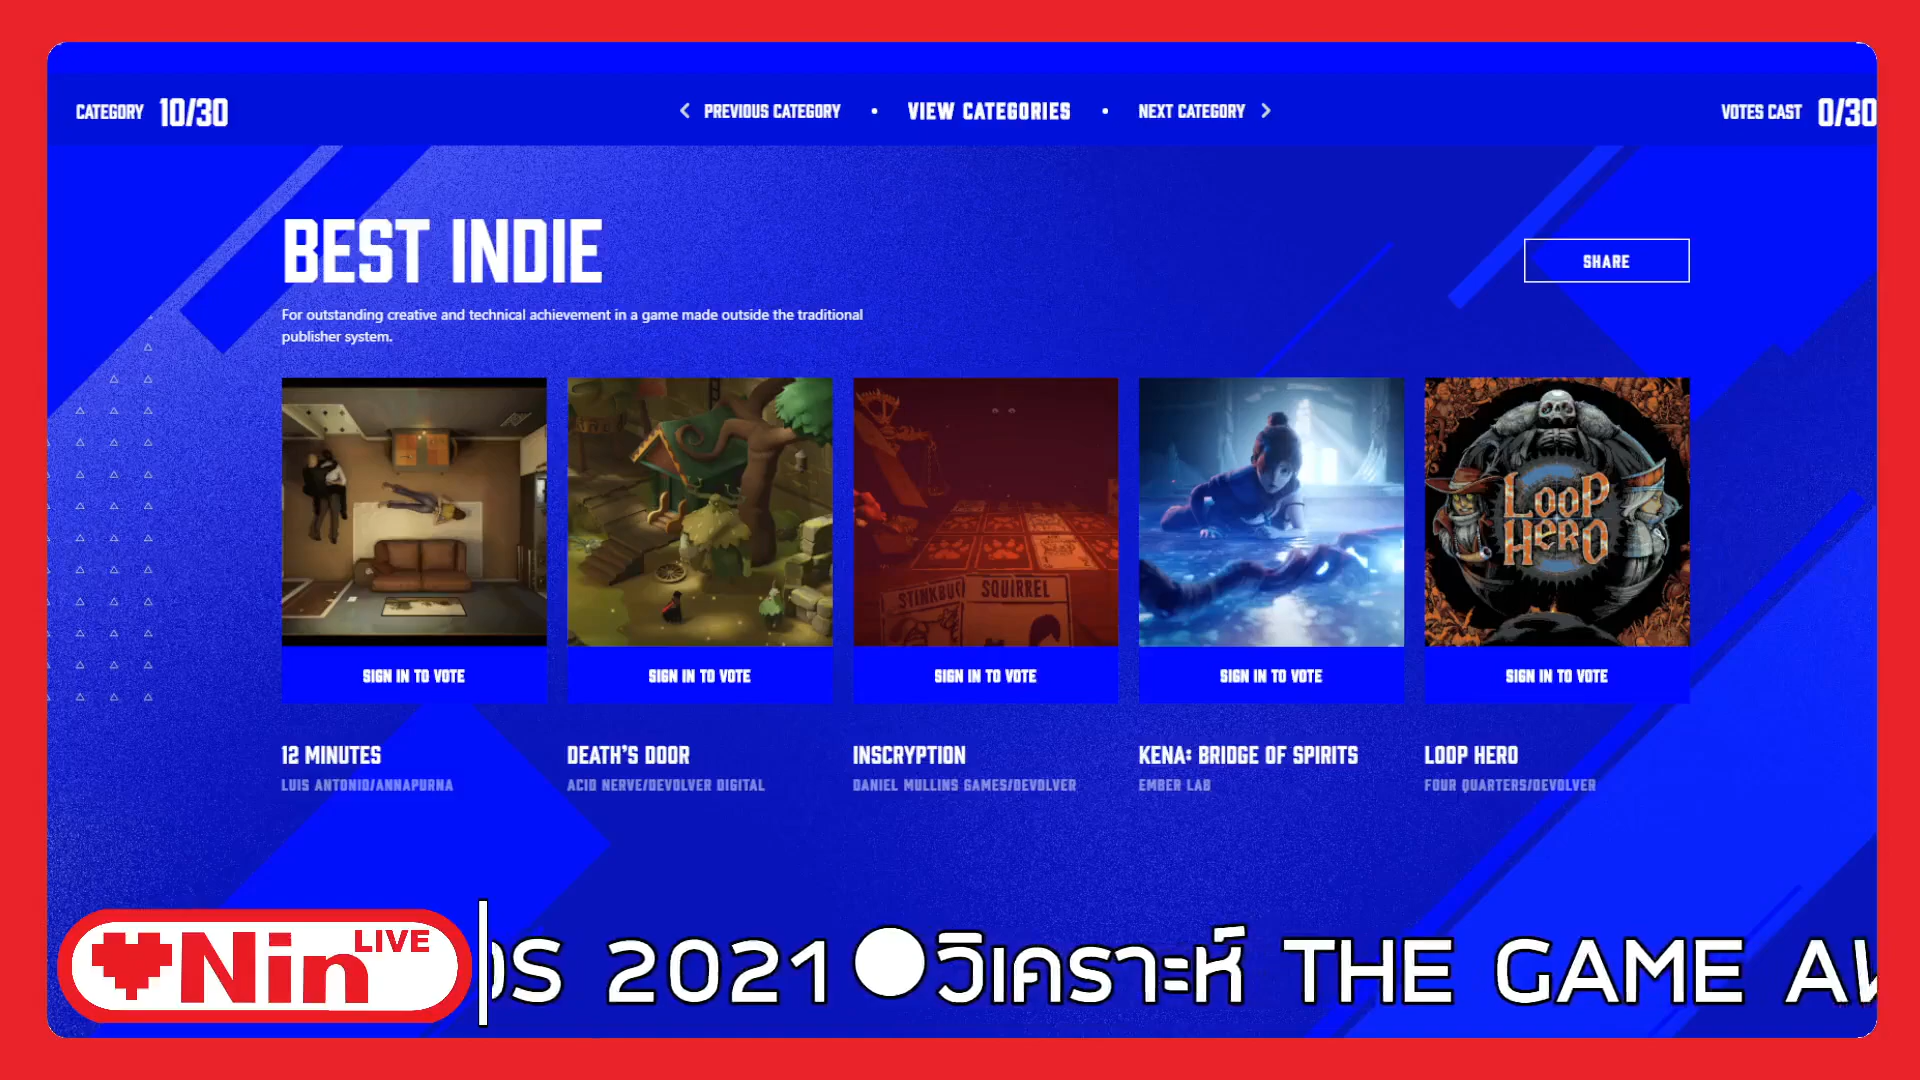 CATEGORY 10/30
PREVIOUS CATEGORY • VIEW CATEGORIES • NEXT CATEGORY
VOTES CAST 0/30
BEST INDIE
SHARE
For outstanding creative and technical achievement in a game made outside the traditional
publisher system.
SQUIRREL
LOOP
HERO
SIGN IN TO VOTE
SIGN IN TO VOTE
SIGN IN TO VOTE
SIGN IN TO VOTE
SIGN IN TO VOTE
12 MINUTES
LUIS ANTONIO/ANNAPURNA
DEATH'S DOOR
ACID NERVE/DEVOLVER DIGITAL
INSCRYPTION
DANIEL MULLINS GAMES/DEVOLVER
KENA: BRIDGE OF SPIRITS
EMBER LAB
LOOP HERO
FOUR QUARTERS/DEVOLVER
Nin LIVE
2021 ●วิเคราะห์ THE GAME